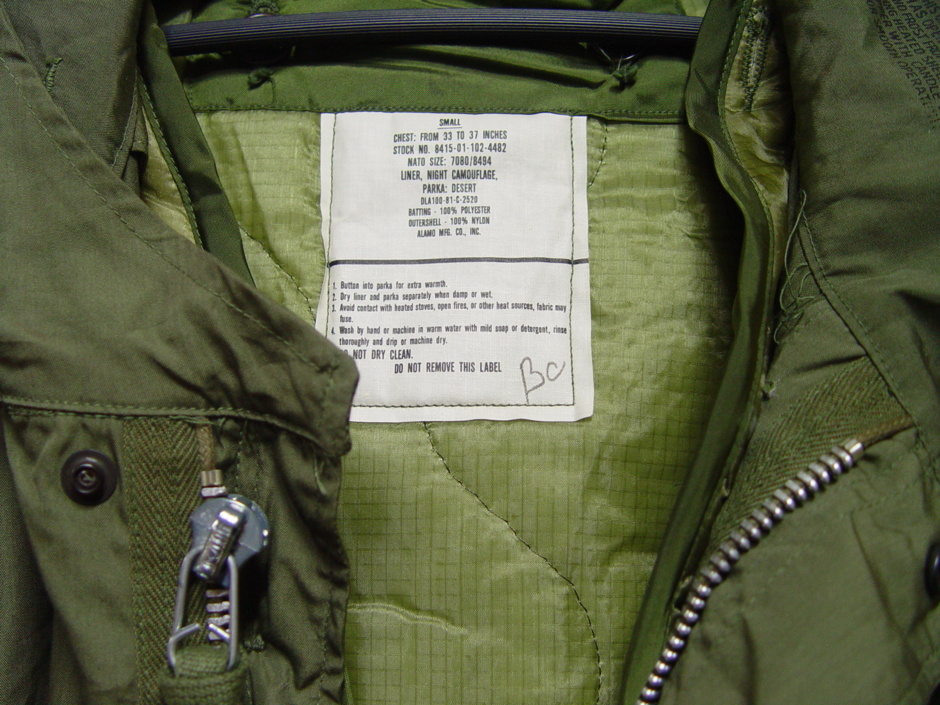 SMALL
CHEST: FROM 33 TO 37 INCHES
STOCK NO. 8415-01-102-4482
NATO SIZE: 7080/8494
LINER, NIGHT CAMOUFLAGE,
PARKA: DESERT
DLA100-81-C-2520
BATTING - 100% POLYESTER
OUTERSHELL - 100% NYLON
ALAMO MFG. CO., INC.
1. Button into parka for extra warmth.
2. Dry liner and parka separately when damp or wet.
3. Avoid contact with heated stoves, open fires, or other heat sources, fabric may
fuse.
4. Wash by hand or machine in warm water with mild soap or detergent, rinse
thoroughly and drip or machine dry.
NOT DRY CLEAN.
DO NOT REMOVE THIS LABEL
BC